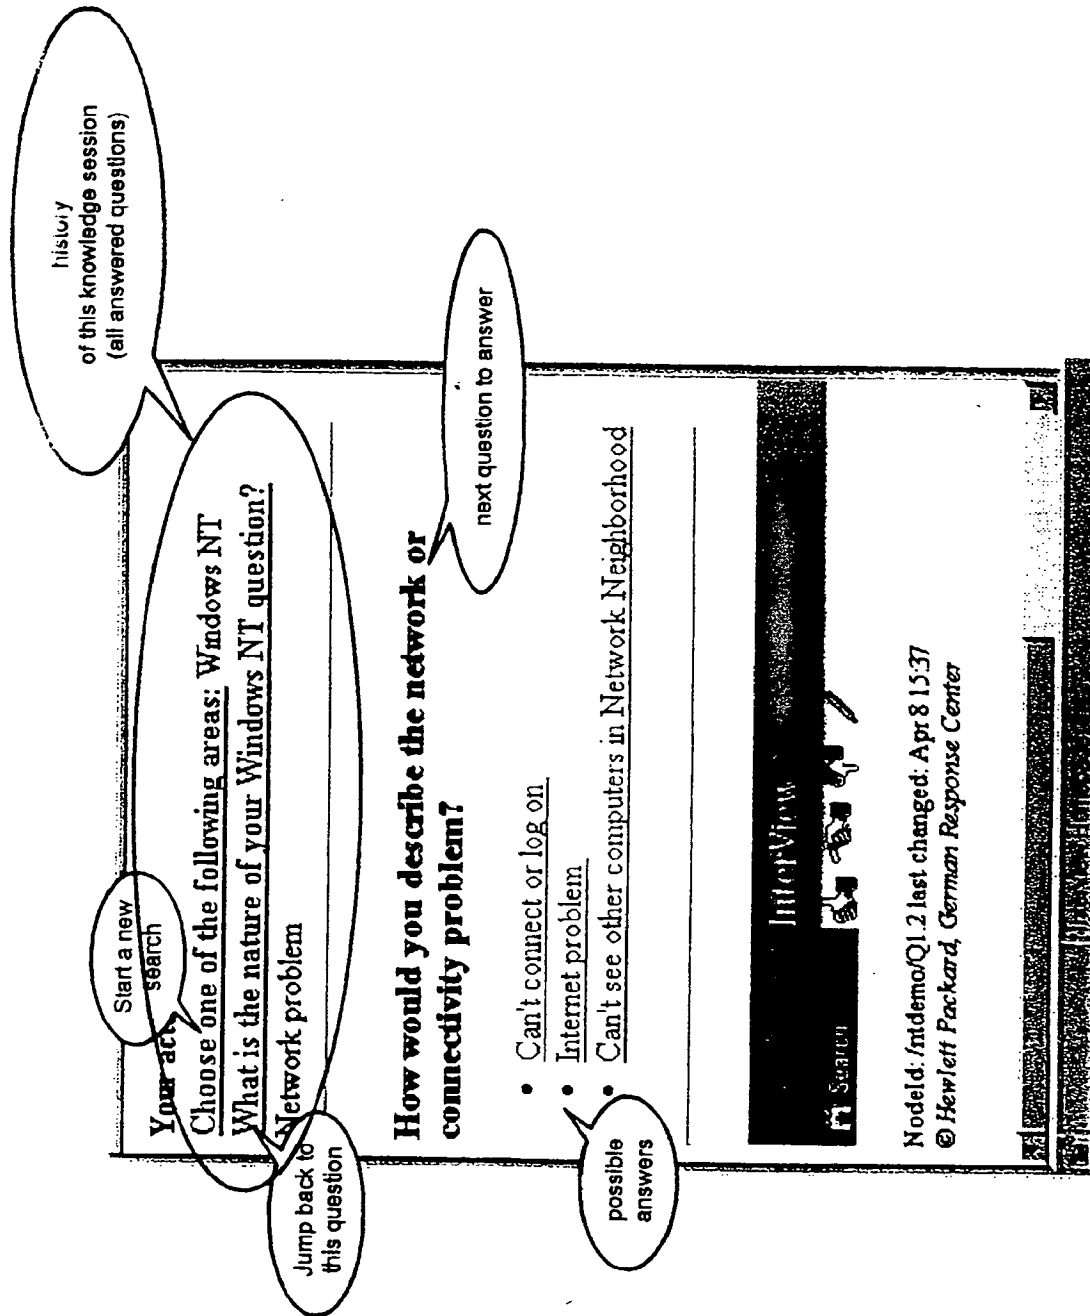 history
of this knowledge session
(all answered questions)
Start a new
search
Your
Choose one of the following areas: Windows NT
What is the nature of your Windows NT question?
Network problem
Jump back to
this question
How would you describe the network or
connectivity problem?
next question to answer
• Can't connect or log on
• Internet problem
• Can't see other computers in Network Neighborhood
possible
answers
InterView
Search
NodeId: /ntdemo/Q1.2 last changed: Apr 8 15:37
© Hewlett Packard, German Response Center